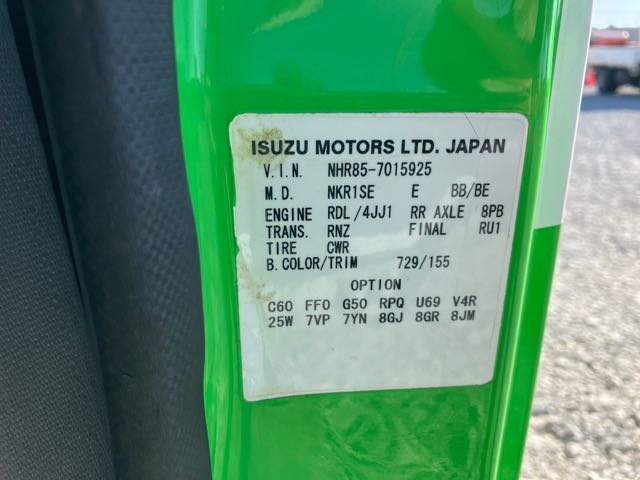 ISUZU MOTORS LTD. JAPAN
V.I.N. NHR85-7015925
M.D. NKR1SE E BB/BE
ENGINE RDL/4JJ1 RR AXLE 8PB
TRANS. RNZ FINAL RU1
TIRE CWR
B.COLOR/TRIM 729/155
OPTION
C60 FF0 G50 RPQ U69 V4R
25W 7VP 7YN 8GJ 8GR 8JM